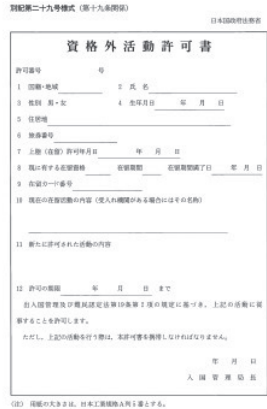 別記第二十九号様式（第十九条関係）
日本国政府法務省
資格外活動許可書
許可番号 号
1 国籍・地域 2 氏 名
3 性別 男・女 4 生年月日 年 月 日
5 住居地
6 旅券番号
7 上陸（在留）許可年月日 年 月 日
8 現に有する在留資格 在留期間 在留期間満了日 年 月 日
9 在留カード番号
10 現在の在留活動の内容（受入れ機関がある場合にはその名称）
11 新たに許可された活動の内容
12 許可の期限 年 月 日 まで
出入国管理及び難民認定法第19条第2項の規定に基づき、上記の活動に従
事することを許可します。
ただし、上記の活動を行う際は、本許可書を携帯しなければなりません。
年 月 日
入国管理局長
（注） 用紙の大きさは、日本工業規格A列5番とする。